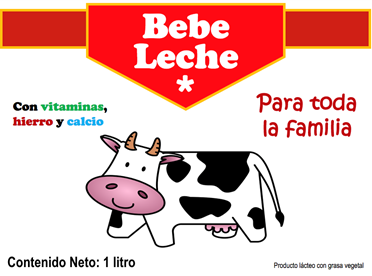 Bebe
Leche
*
Con vitaminas,
hierro y calcio
Para toda
la familia
Contenido Neto: 1 litro
Producto lácteo con grasa vegetal